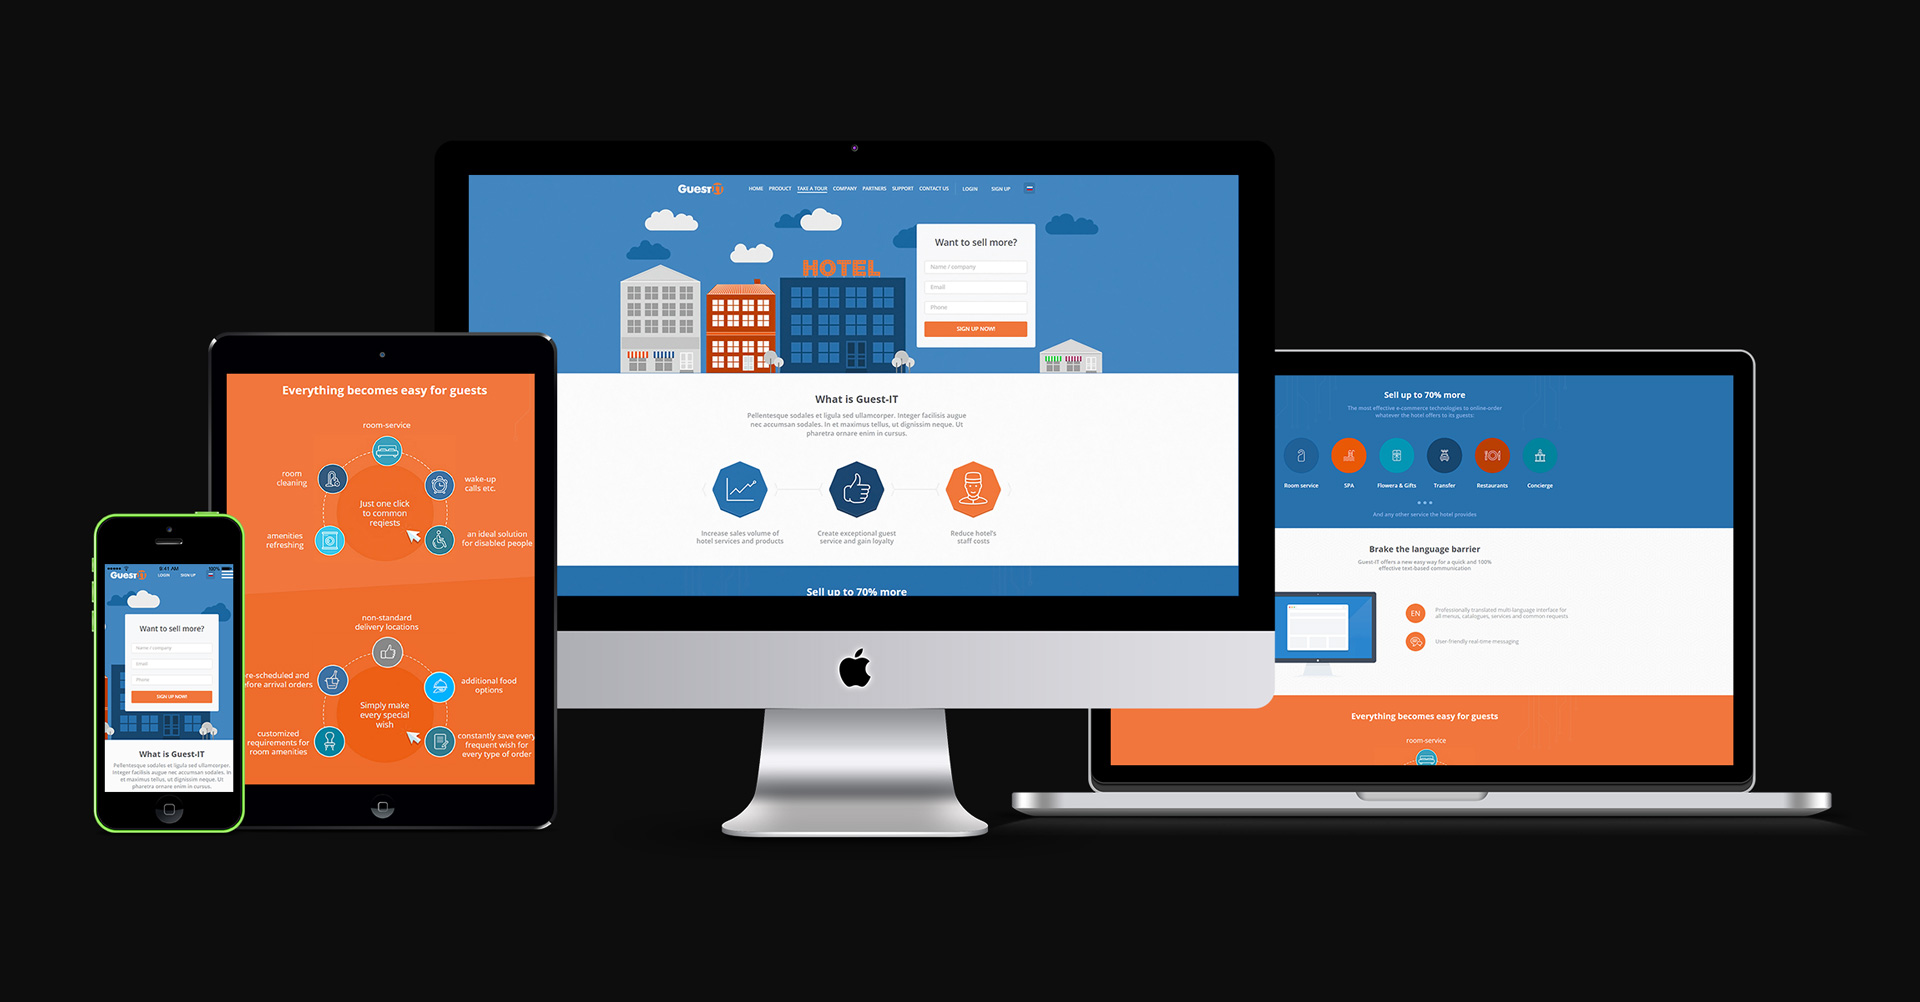 GUEST IT
HOME PRODUCT TAKE A TOUR COMPANY PARTNERS SUPPORT CONTACT US LOGIN SIGN UP
HOTEL
Want to sell more?
Name / company
Email
Phone
SIGN UP NOW!
What is Guest-IT
Pellentesque sodales et ligula sed ullamcorper. Integer facilisis augue
nec accumsan sodales. In et maximus tellus, ut dignissim neque. Ut
pharetra ornare enim in cursus.
Increase sales volume of
hotel services and products
Create exceptional guest
service and gain loyalty
Reduce hotel's
staff costs
Sell up to 70% more
Everything becomes easy for guests
room-service
room
cleaning
wake-up
calls etc.
Just one click
to common
reqiests
amenities
refreshing
an ideal solution
for disabled people
non-standard
delivery locations
re-scheduled and
fore arrival orders
additional food
options
Simply make
every special
wish
customized
requirements for
room amenities
constantly save every
frequent wish for
every type of order
9:41 AM
100%
GUEST IT
LOGIN SIGN UP
Want to sell more?
Name / company
Email
Phone
SIGN UP NOW!
What is Guest-IT
Pellentesque sodales et ligula sed ullamcorper.
Integer facilisis augue nec accumsan sodales. In
et maximus tellus, ut dignissim neque. Ut
pharetra ornare enim in cursus.
Sell up to 70% more
The most effective e-commerce technologies to online-order
whatever the hotel offers to its guests:
Room service SPA Flowera & Gifts Transfer Restaurants Concierge
And any other service the hotel provides
Brake the language barrier
Guest-IT offers a new easy way for a quick and 100%
effective text-based communication
EN
Professionally translated multi-language interface for
all menus, catalogues, services and common requests
User-friendly real-time messaging
Everything becomes easy for guests
room-service